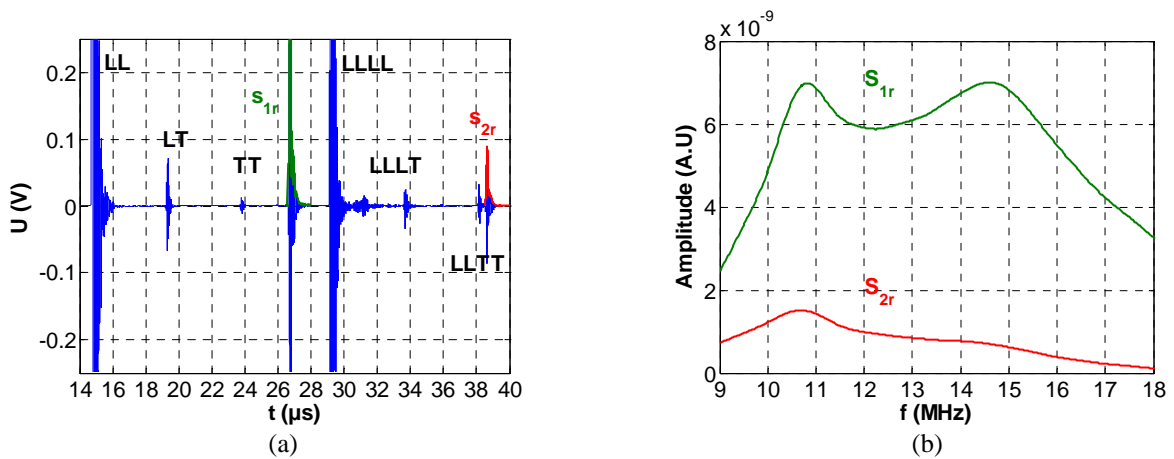 0.2
0.1
0
-0.1
-0.2
U (V)
LL
LT
TT
s1r
LLLL
LLLT
s2r
LLTT
14 16 18 20 22 24 26 28 30 32 34 36 38 40
t (µs)
(a)
x 10-9
8
6
4
2
0
Amplitude (A.U)
S1r
S2r
9 10 11 12 13 14 15 16 17 18
f (MHz)
(b)